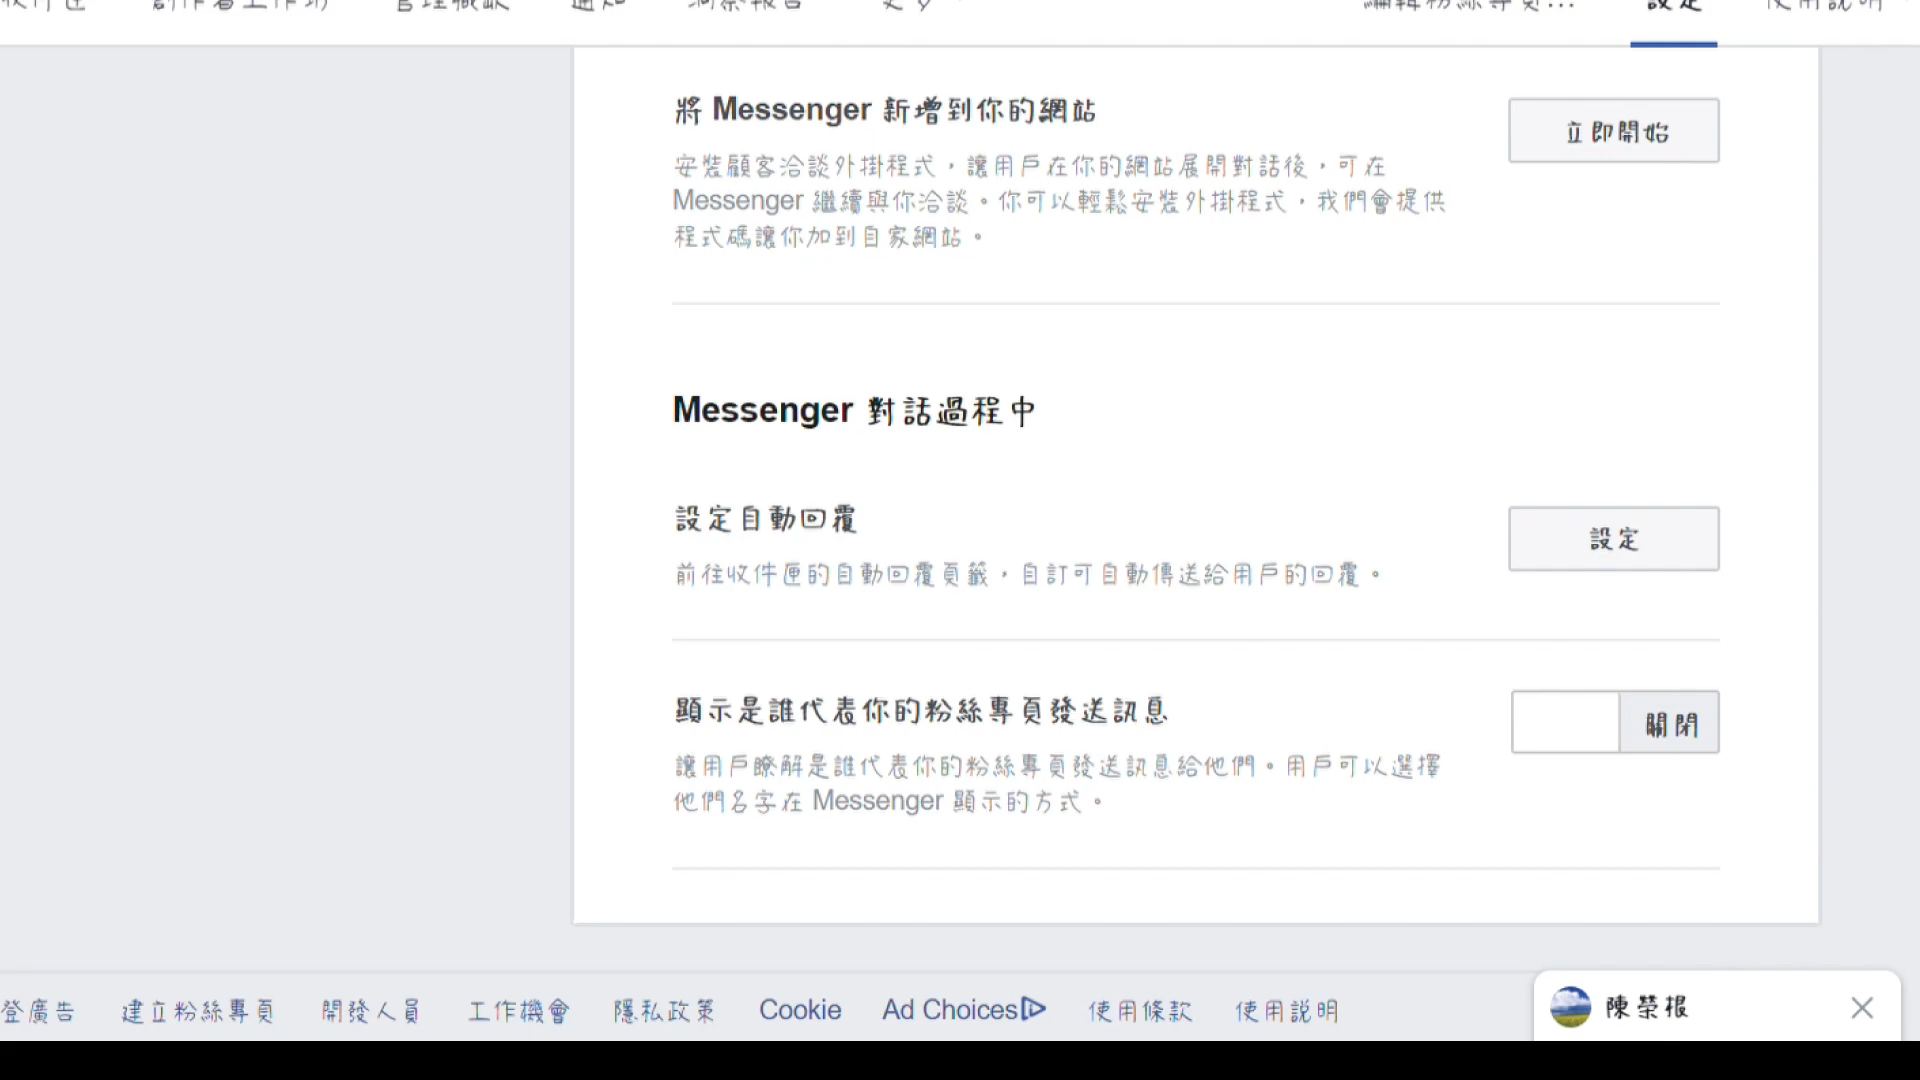 通知
設定
將 Messenger 新增到你的網站
立即開始
安裝顧客洽談外掛程式，讓用戶在你的網站展開對話後，可在
Messenger 繼續與你洽談。你可以輕鬆安裝外掛程式，我們會提供
程式碼讓你加到自家網站。
Messenger 對話過程中
設定自動回覆
設定
前往收件匣的自動回覆頁籤，自訂可自動傳送給用戶的回覆。
顯示是誰代表你的粉絲專頁發送訊息
關閉
讓用戶瞭解是誰代表你的粉絲專頁發送訊息給他們。用戶可以選擇
他們名字在 Messenger 顯示的方式。
登廣告 建立粉絲專頁 開發人員 工作機會 隱私政策 Cookie Ad Choices 使用條款 使用說明
陳榮根